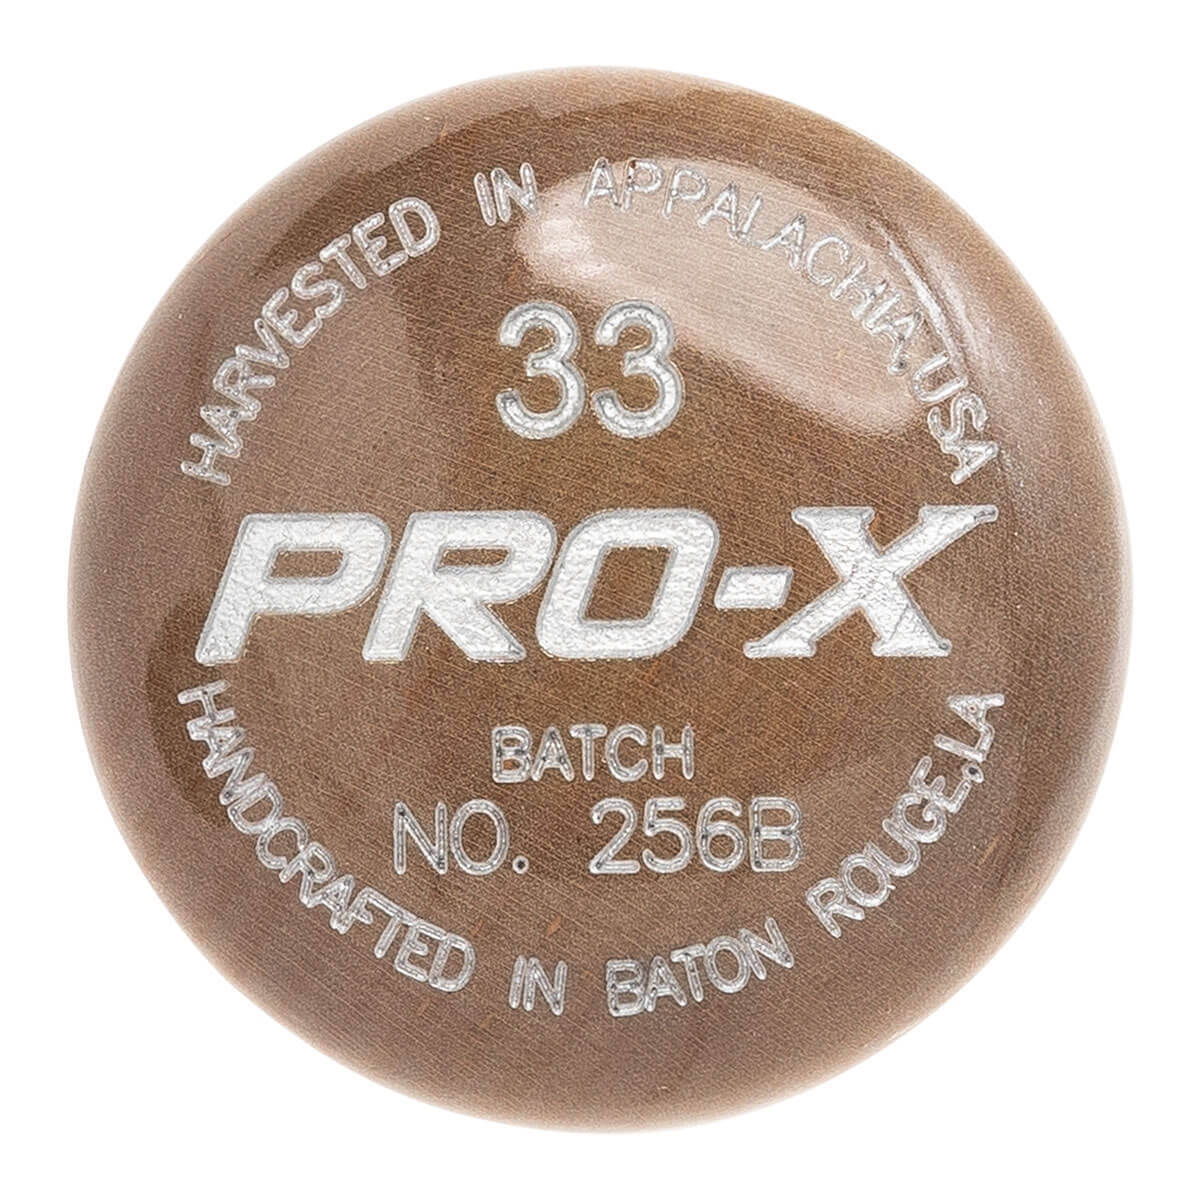 HARVESTED IN APPALACHIA, USA
33
PRO-X
BATCH
NO. 256B
HANDCRAFTED IN BATON ROUGE, LA